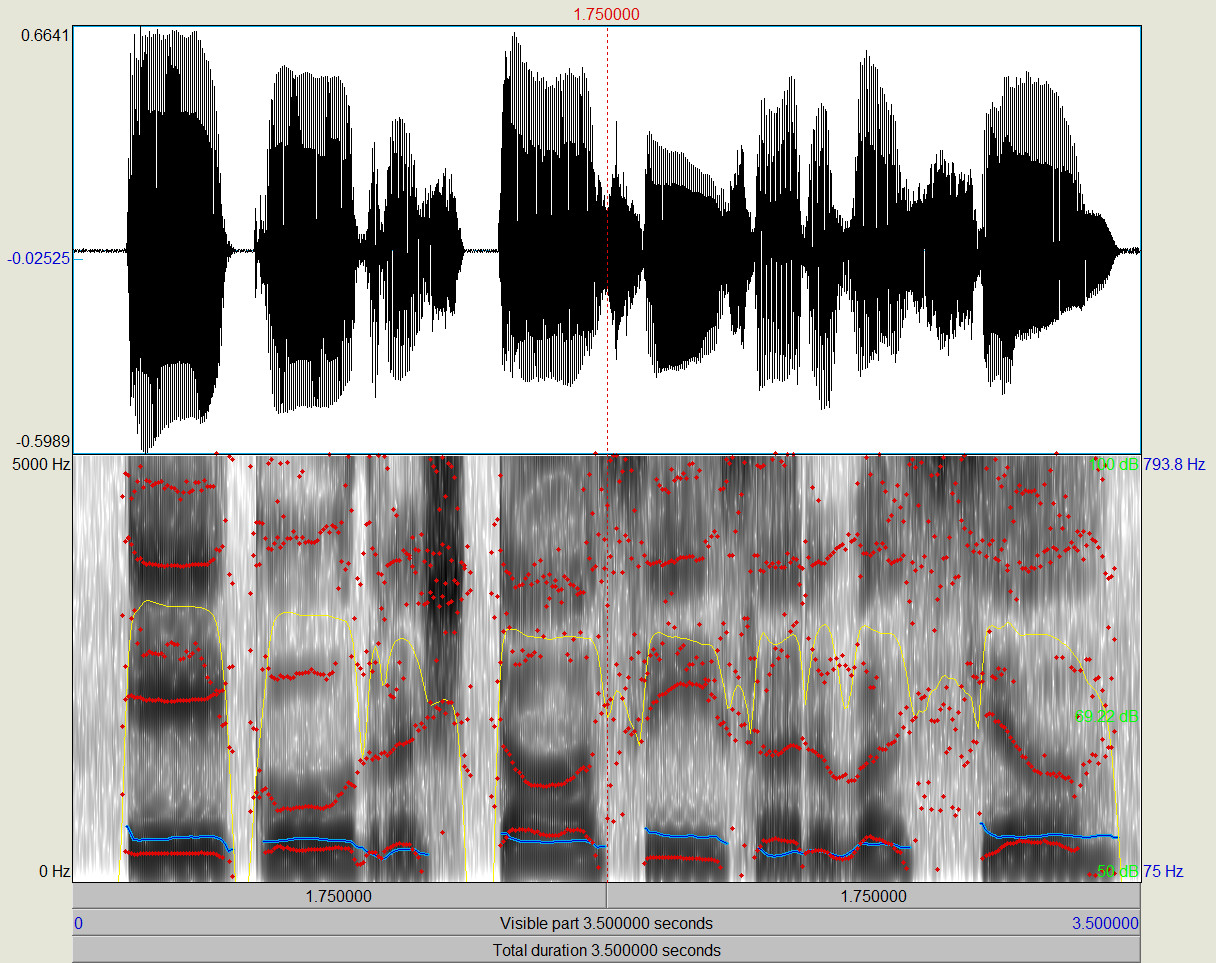 1.750000
0.6641
-0.02525
-0.5989
5000 Hz 100 dB 793.8 Hz
69.22 dB
0 Hz 50 dB 75 Hz
1.750000 1.750000
0 Visible part 3.500000 seconds 3.500000
Total duration 3.500000 seconds